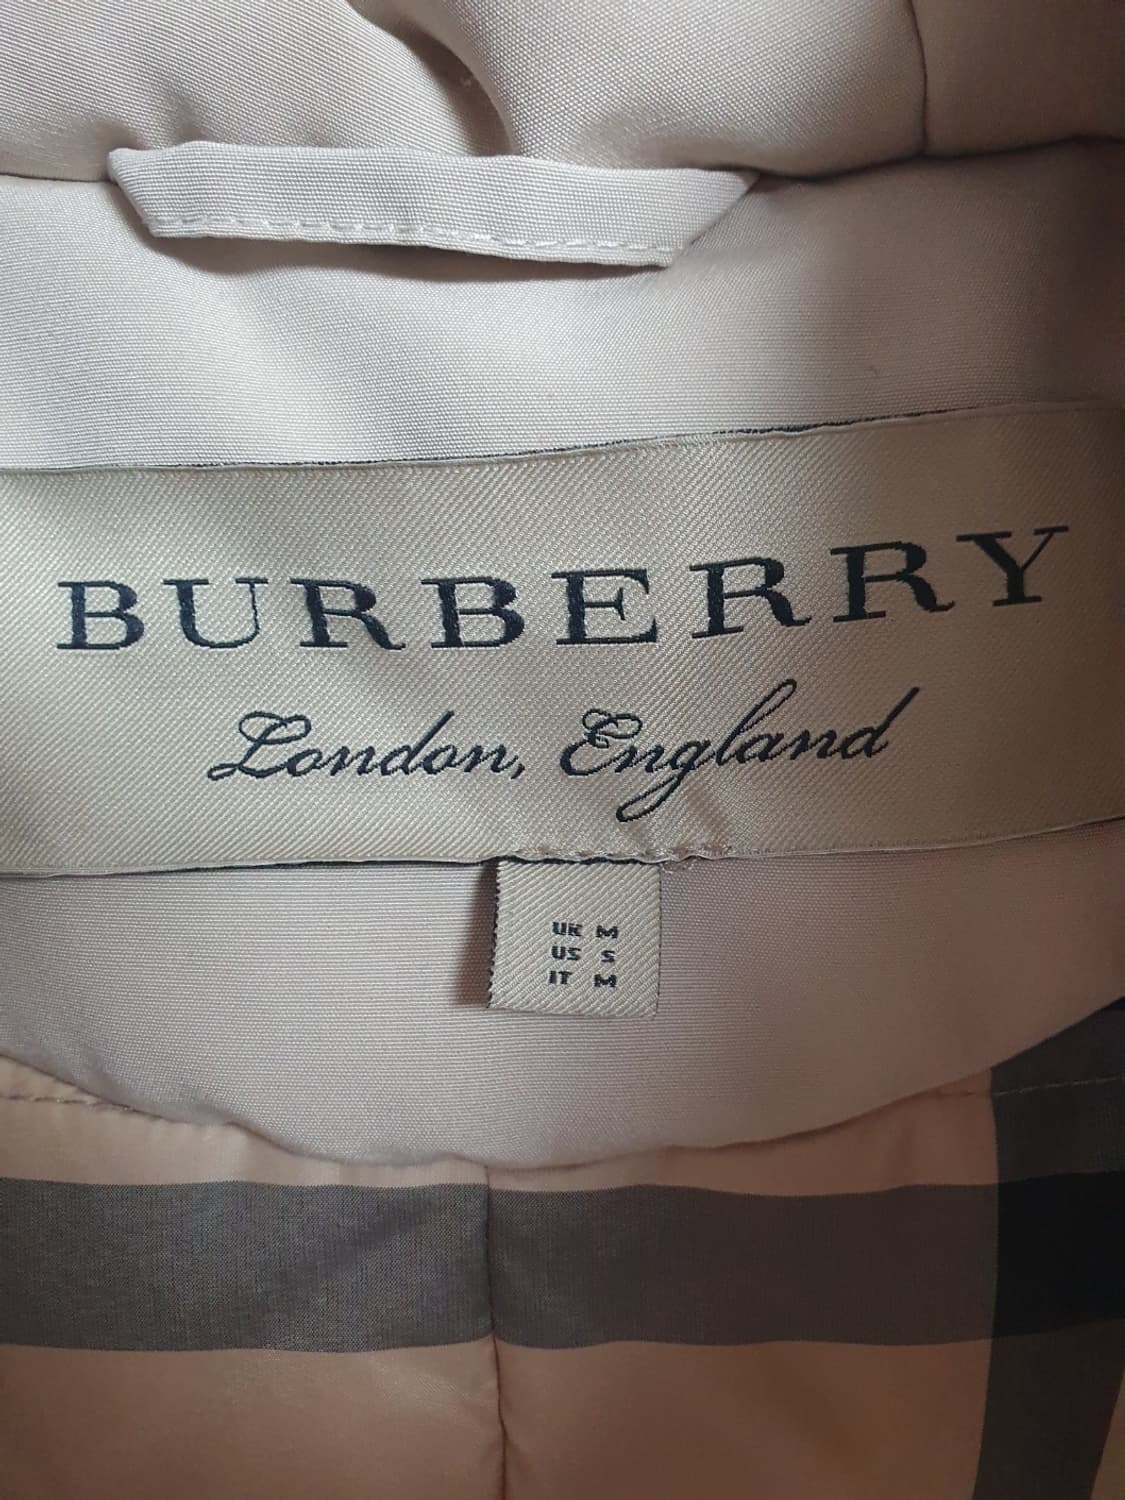 BURBERRY
London, England
UK M
US S
IT M